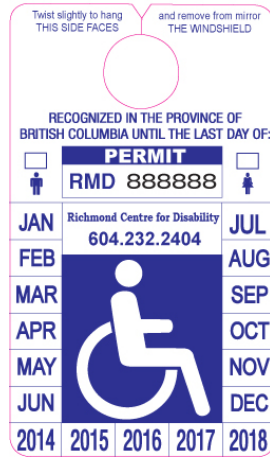 Twist slightly to hang and remove from mirror
THIS SIDE FACES THE WINDSHIELD
RECOGNIZED IN THE PROVINCE OF
BRITISH COLUMBIA UNTIL THE LAST DAY OF:
PERMIT
RMD 888888
Richmond Centre for Disability
604.232.2404
JAN
FEB
MAR
APR
MAY
JUN
JUL
AUG
SEP
OCT
NOV
DEC
2014 2015 2016 2017 2018